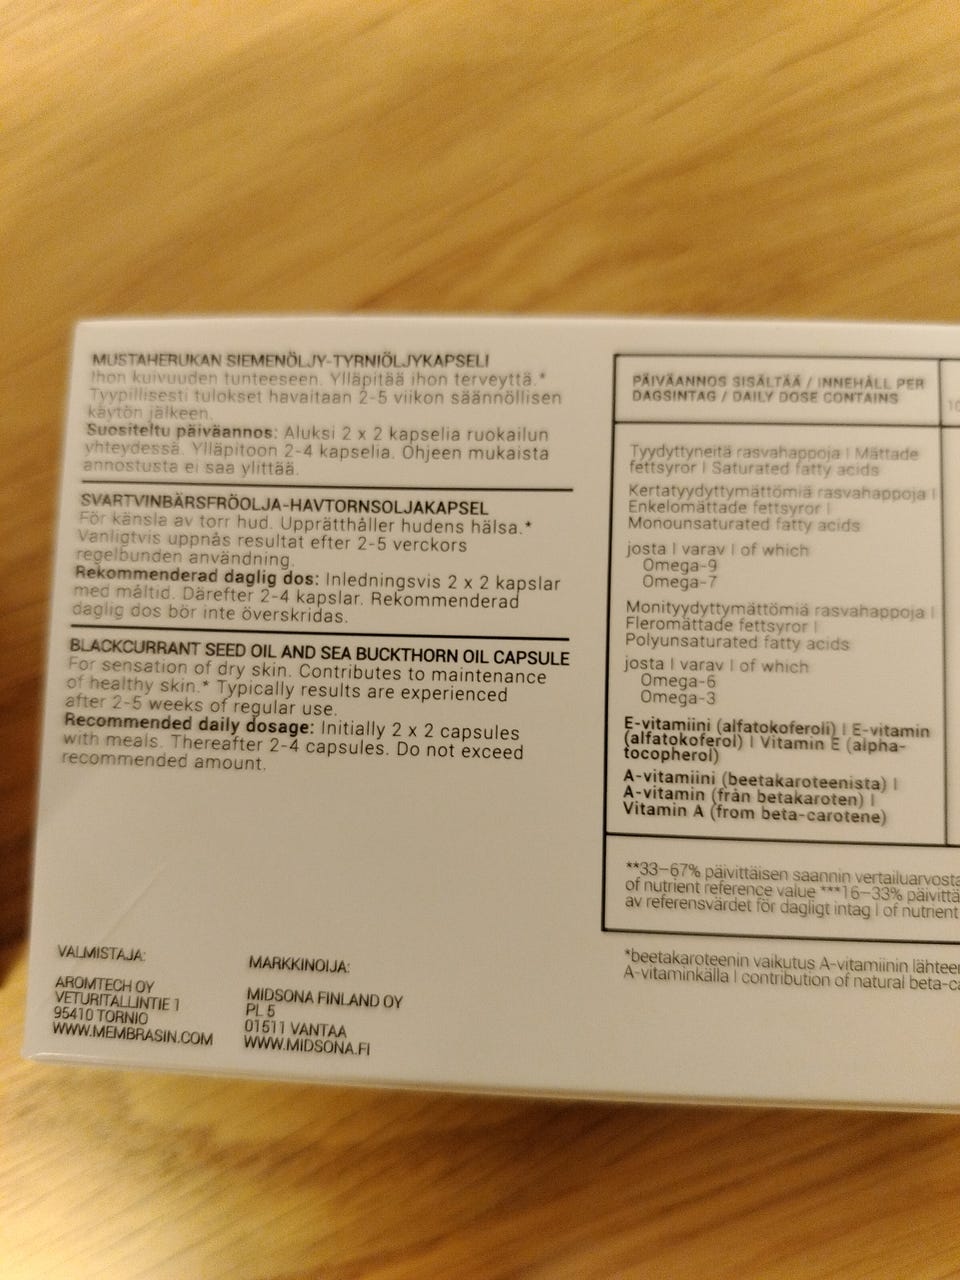 MUSTAHERUKAN SIEMENÖLJY-TYRNIÖLJYKAPSELI
Ihon kuivuuden tunteeseen. Ylläpitää ihon terveyttä.*
Tyypillisesti tulokset havaitaan 2-5 viikon säännöllisen
käytön jälkeen.
Suositeltu päiväannos: Aluksi 2 x 2 kapselia ruokailun
yhteydessä. Ylläpitoon 2-4 kapselia. Ohjeen mukaista
annostusta ei saa ylittää.
SVARTVINBÄRSFRÖOLJA-HAVTORNSOLJAKAPSEL
För känsla av torr hud. Upprätthåller hudens hälsa.*
Vanligtvis uppnås resultat efter 2-5 verckors
regelbunden användning.
Rekommenderad daglig dos: Inledningsvis 2 x 2 kapslar
med måltid. Därefter 2-4 kapslar. Rekommenderad
daglig dos bör inte överskridas.
BLACKCURRANT SEED OIL AND SEA BUCKTHORN OIL CAPSULE
For sensation of dry skin. Contributes to maintenance
of healthy skin.* Typically results are experienced
after 2-5 weeks of regular use.
Recommended daily dosage: Initially 2 x 2 capsules
with meals. Thereafter 2-4 capsules. Do not exceed
recommended amount.
VALMISTAJA:
AROMTECH OY
VETURITALLINTIE 1
95410 TORNIO
WWW.MEMBRASIN.COM
MARKKINOIJA:
MIDSONA FINLAND OY
PL 5
01511 VANTAA
WWW.MIDSONA.FI
PÄIVÄANNOS SISÄLTÄÄ / INNEHÅLL PER
DAGSINTAG / DAILY DOSE CONTAINS
Tyydyttyneitä rasvahappoja | Mättade
fettsyror | Saturated fatty acids
Kertatyydyttymättömiä rasvahappoja |
Enkelomättade fettsyror |
Monounsaturated fatty acids
josta | varav | of which
Omega-9
Omega-7
Monityydyttymättömiä rasvahappoja |
Fleromättade fettsyror |
Polyunsaturated fatty acids
josta | varav | of which
Omega-6
Omega-3
E-vitamiini (alfatokoferoli) | E-vitamin
(alfatokoferol) | Vitamin E (alpha-
tocopherol)
A-vitamiini (beetakaroteenista) |
A-vitamin (från betakaroten) |
Vitamin A (from beta-carotene)
**33–67% päivittäisen saannin vertailuarvosta
of nutrient reference value ***16–33% päivittä
av referensvärdet för dagligt intag | of nutrient
*beetakaroteenin vaikutus A-vitamiinin lähteen
A-vitaminkälla | contribution of natural beta-ca